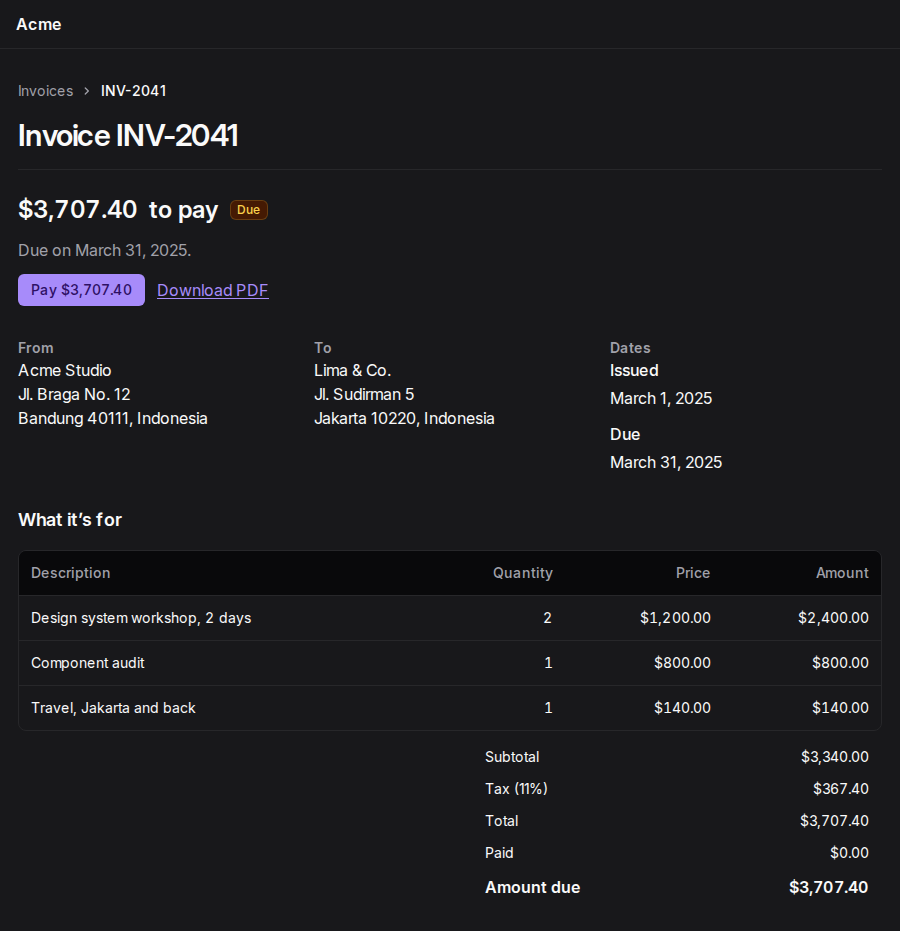 Acme
Invoices › INV-2041
Invoice INV-2041
$3,707.40 to pay Due
Due on March 31, 2025.
Pay $3,707.40 Download PDF
From
Acme Studio
Jl. Braga No. 12
Bandung 40111, Indonesia
To
Lima & Co.
Jl. Sudirman 5
Jakarta 10220, Indonesia
Dates
Issued
March 1, 2025
Due
March 31, 2025
What it’s for
Description Quantity Price Amount
Design system workshop, 2 days 2 $1,200.00 $2,400.00
Component audit 1 $800.00 $800.00
Travel, Jakarta and back 1 $140.00 $140.00
Subtotal $3,340.00
Tax (11%) $367.40
Total $3,707.40
Paid $0.00
Amount due $3,707.40